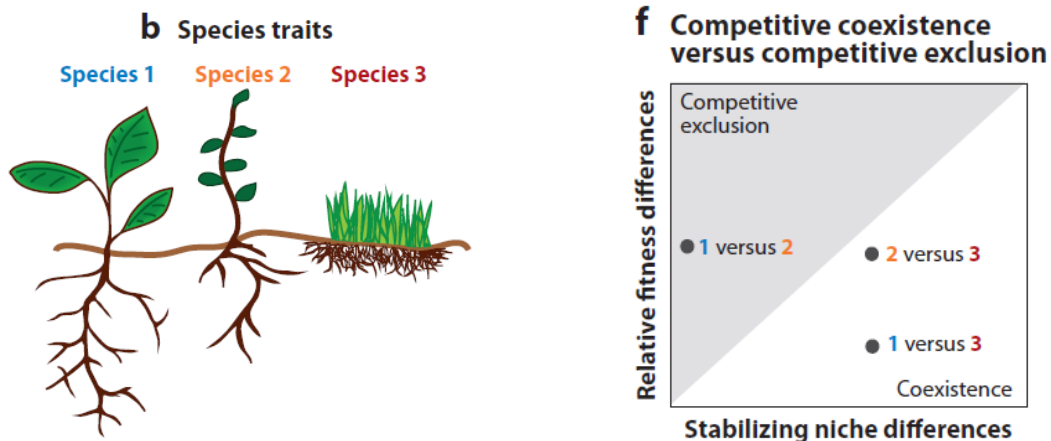 b Species traits
Species 1 Species 2 Species 3
f Competitive coexistence
versus competitive exclusion
Relative fitness differences
Competitive
exclusion
1 versus 2
2 versus 3
1 versus 3
Coexistence
Stabilizing niche differences